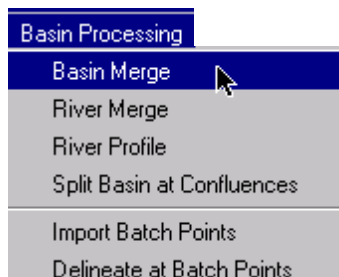 Basin Processing
Basin Merge
River Merge
River Profile
Split Basin at Confluences
Import Batch Points
Delineate at Batch Points